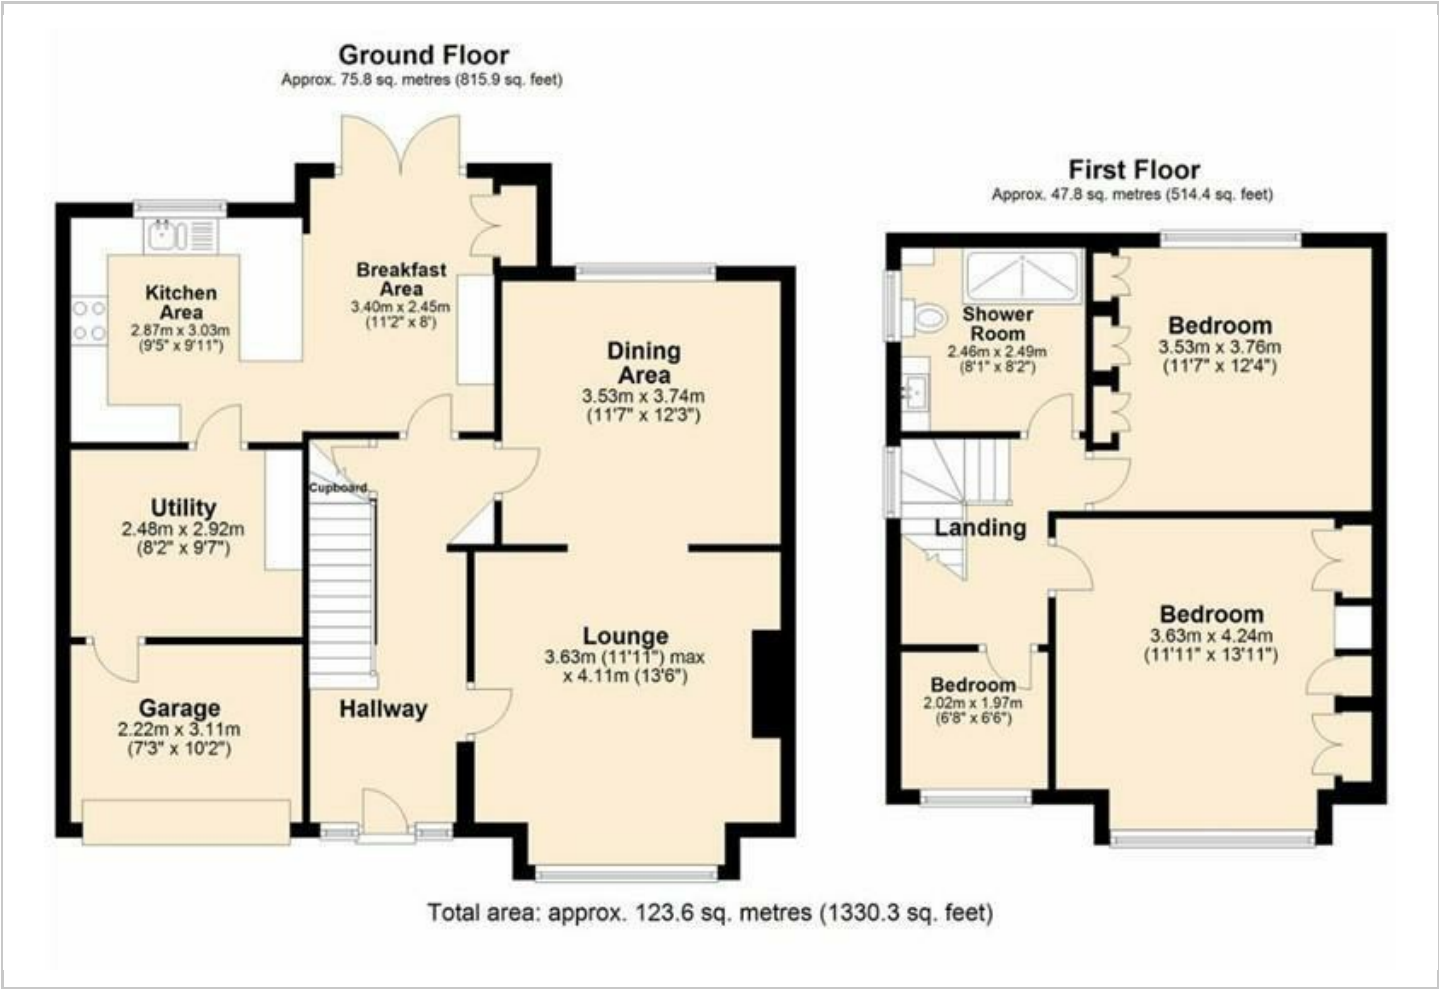 Ground Floor
Approx. 75.8 sq. metres (815.9 sq. feet)
Kitchen
Area
2.87m x 3.03m
(9'5" x 9'11")
Breakfast
Area
3.40m x 2.45m
(11'2" x 8')
Dining
Area
3.53m x 3.74m
(11'7" x 12'3")
Cupboard
Utility
2.48m x 2.92m
(8'2" x 9'7")
Lounge
3.63m (11'11") max
x 4.11m (13'6")
Garage
2.22m x 3.11m
(7'3" x 10'2")
Hallway
First Floor
Approx. 47.8 sq. metres (514.4 sq. feet)
Shower
Room
2.46m x 2.49m
(8'1" x 8'2")
Bedroom
3.53m x 3.76m
(11'7" x 12'4")
Landing
Bedroom
3.63m x 4.24m
(11'11" x 13'11")
Bedroom
2.02m x 1.97m
(6'8" x 6'6")
Total area: approx. 123.6 sq. metres (1330.3 sq. feet)